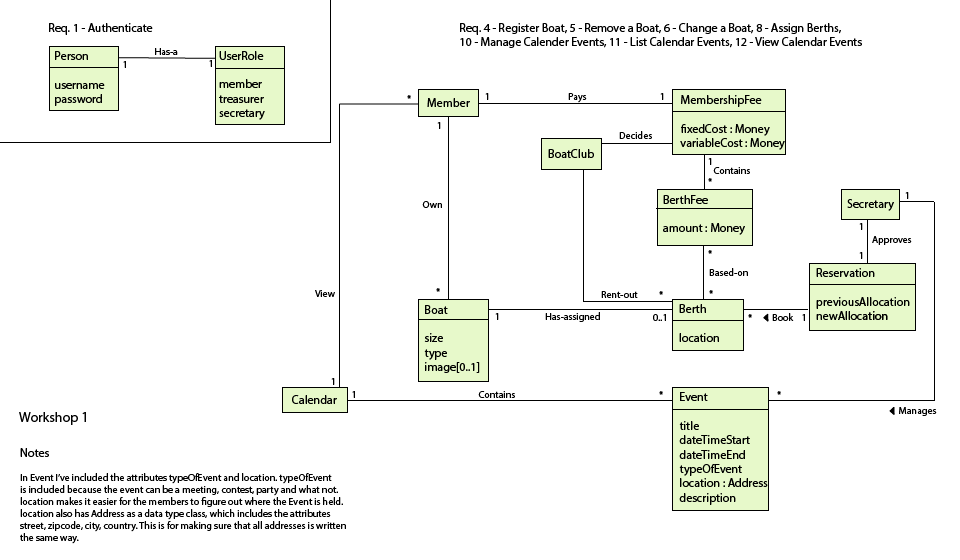 Req. 1 - Authenticate
Person
username
password
Has-a
1
1
UserRole
member
treasurer
secretary
Req. 4 - Register Boat, 5 - Remove a Boat, 6 - Change a Boat, 8 - Assign Berths,
10 - Manage Calender Events, 11 - List Calendar Events, 12 - View Calendar Events
*
Member
1
Pays
1
MembershipFee
fixedCost : Money
variableCost : Money
1
BoatClub
Decides
1
Contains
*
BerthFee
amount : Money
Secretary
1
1
Approves
1
Own
*
Based-on
*
Reservation
previousAllocation
newAllocation
View
*
Rent-out
*
Boat
size
type
image[0..1]
1
Has-assigned
0..1
Berth
location
*
◀ Book
1
1
Calendar
1
Contains
*
Event
title
dateTimeStart
dateTimeEnd
typeOfEvent
location : Address
description
*
◀ Manages
Workshop 1
Notes
In Event I've included the attributes typeOfEvent and location. typeOfEvent
is included because the event can be a meeting, contest, party and what not.
location makes it easier for the members to figure out where the Event is held.
location also has Address as a data type class, which includes the attributes
street, zipcode, city, country. This is for making sure that all addresses is written
the same way.